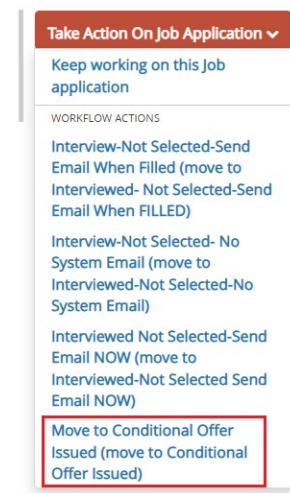 Take Action On Job Application
Keep working on this Job
application
WORKFLOW ACTIONS
Interview-Not Selected-Send
Email When Filled (move to
Interviewed- Not Selected-Send
Email When FILLED)
Interview-Not Selected- No
System Email (move to
Interviewed-Not Selected-No
System Email)
Interviewed Not Selected-Send
Email NOW (move to
Interviewed-Not Selected Send
Email NOW)
Move to Conditional Offer
Issued (move to Conditional
Offer Issued)